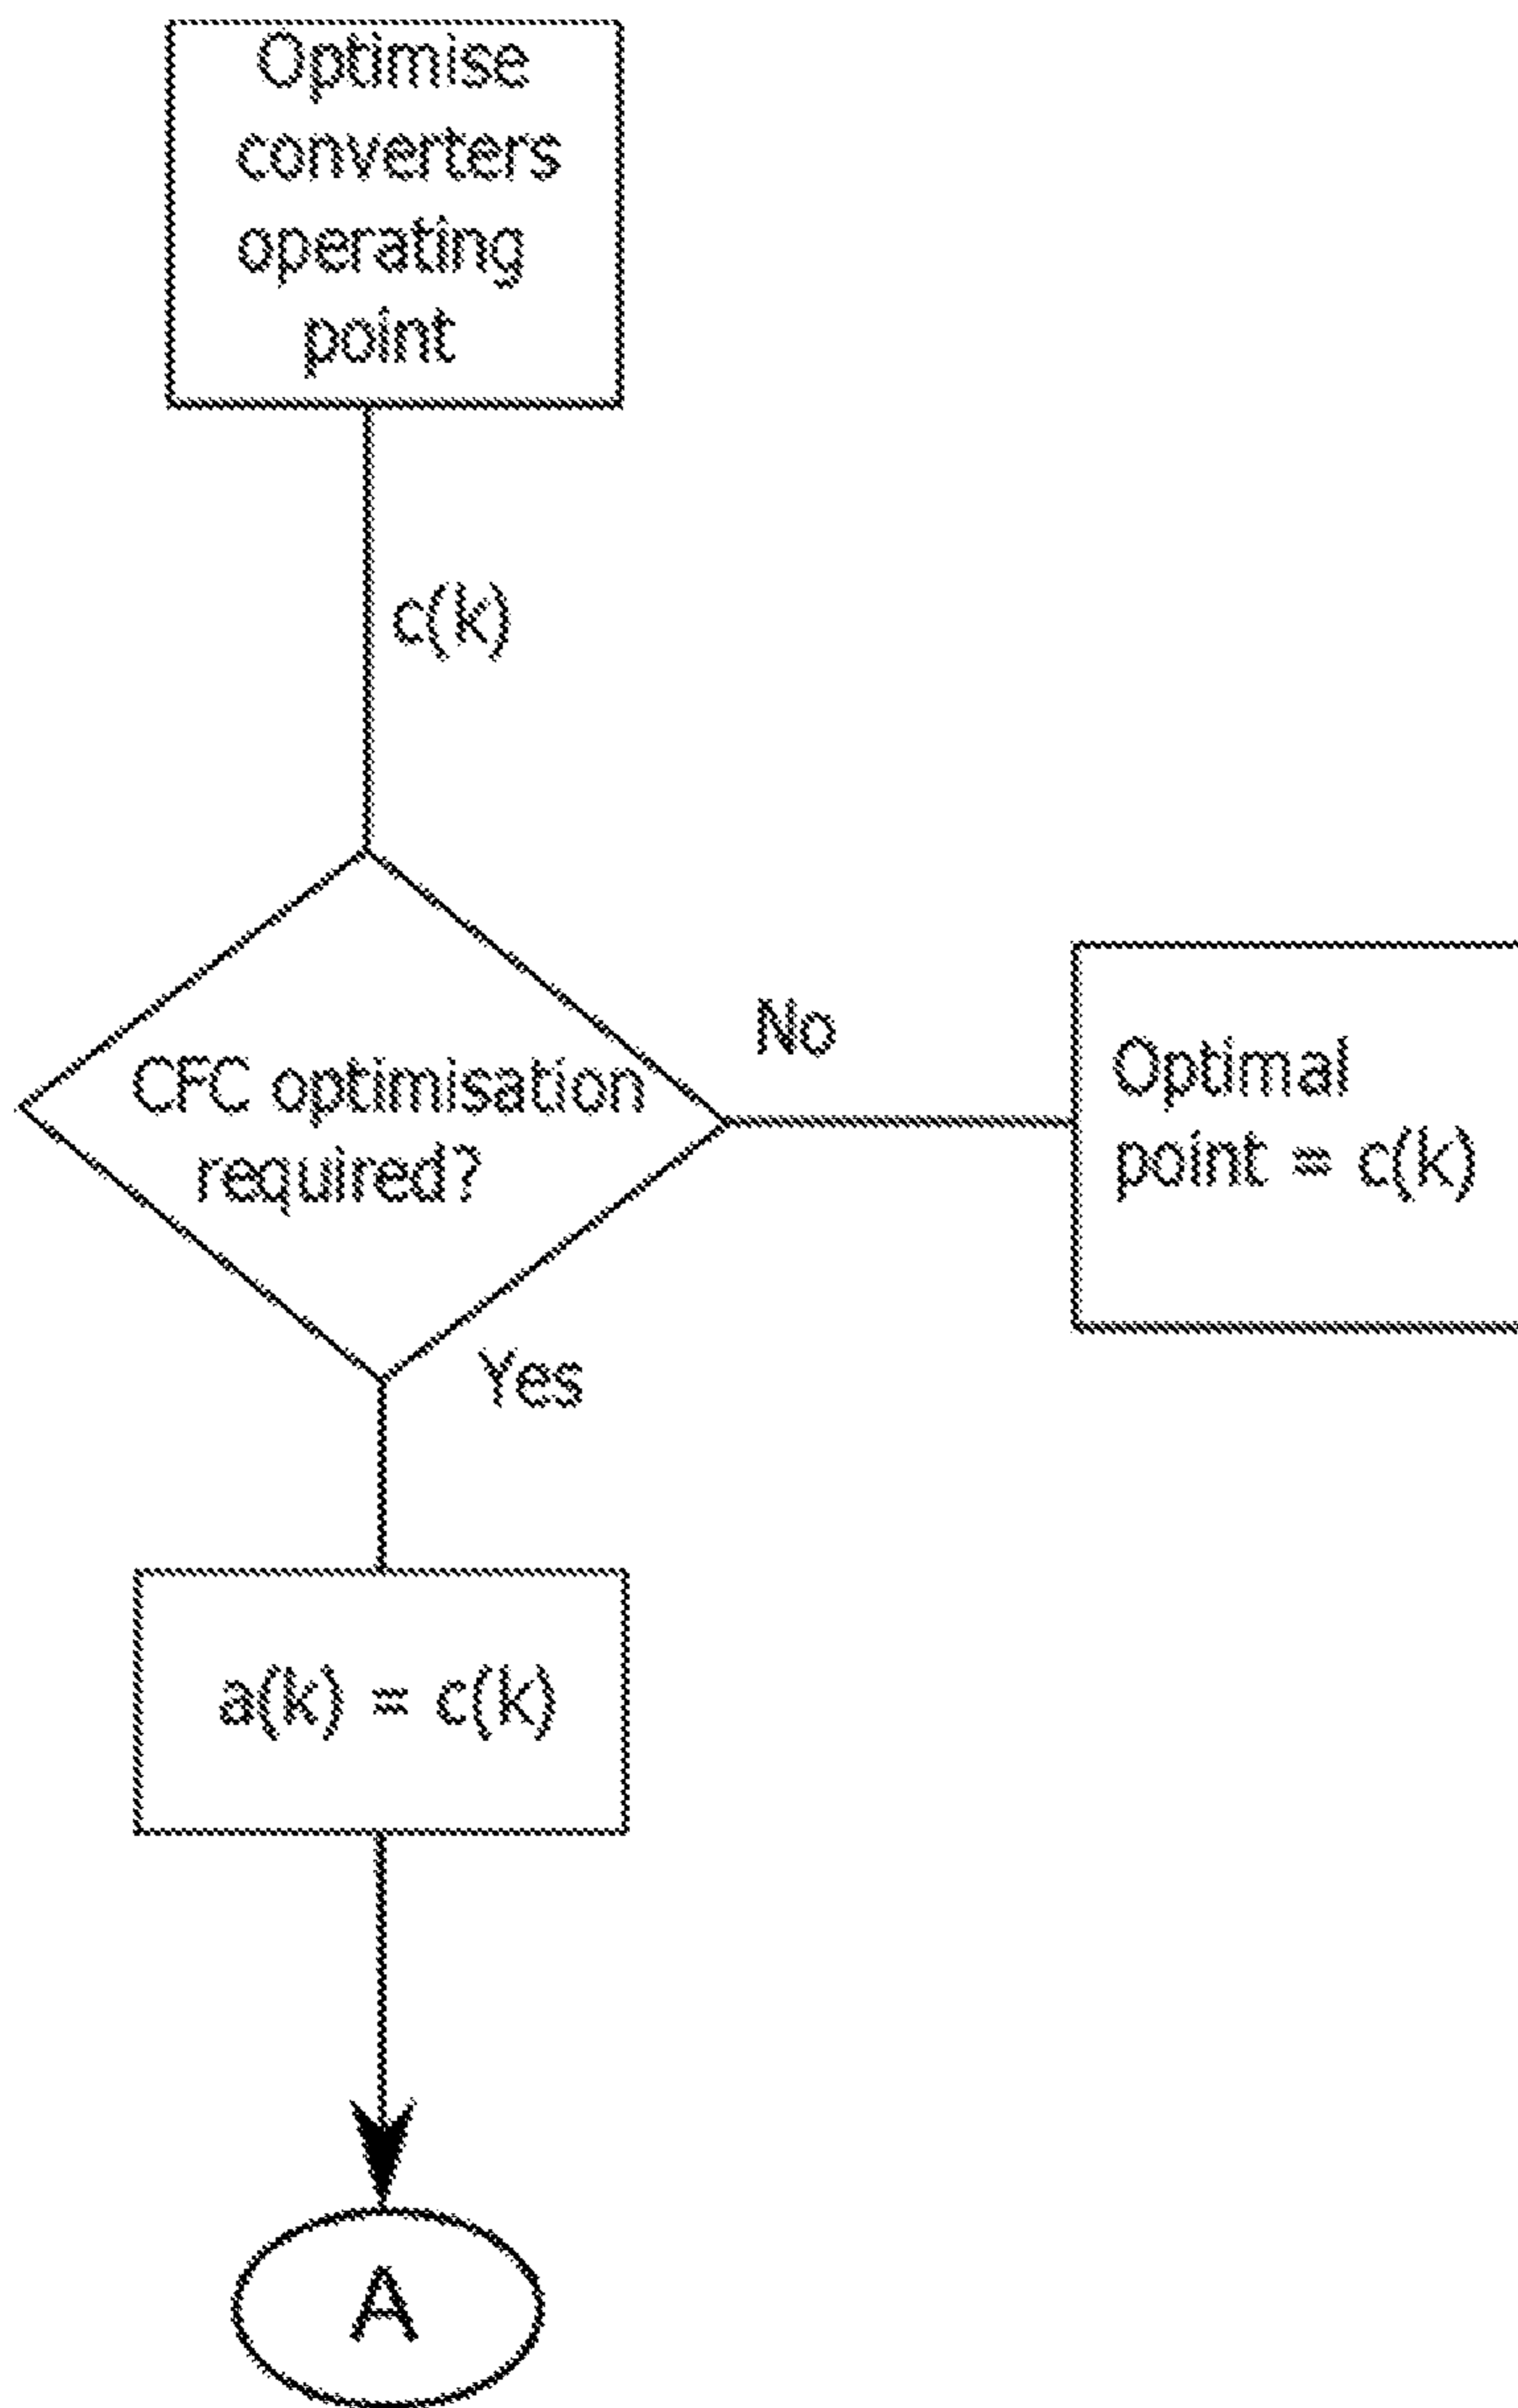 Optimise
converters
operating
point
c(k)
CFC optimisation
required?
No
Optimal
point = c(k)
Yes
a(k) = c(k)
A